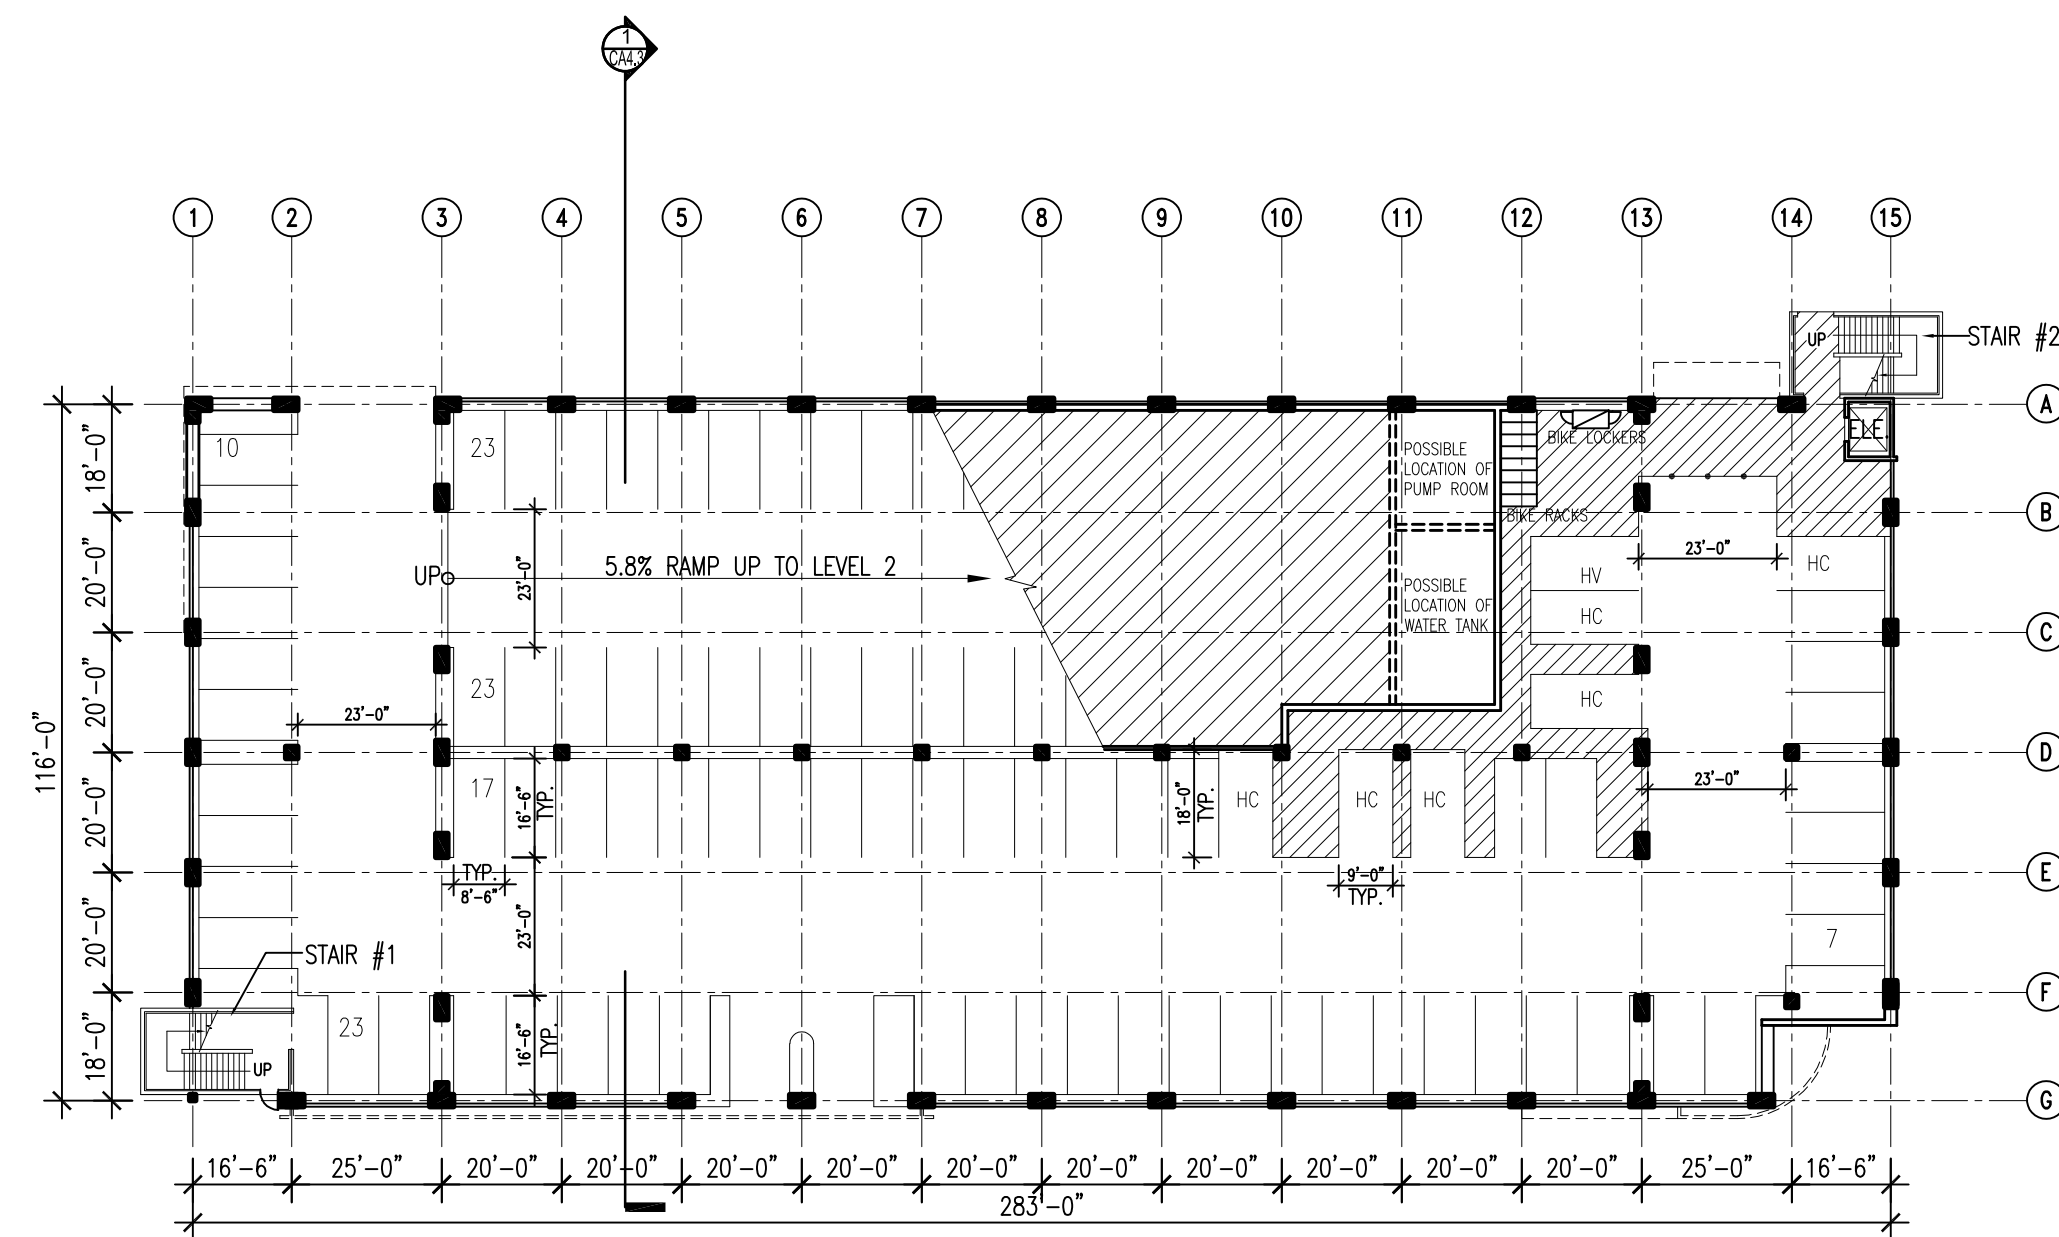 1
CA4.3
1 2 3 4 5 6 7 8 9 10 11 12 13 14 15
UP
STAIR #2
A
ELE.
10
23
18'-0"
POSSIBLE
LOCATION OF
PUMP ROOM
BIKE LOCKERS
BIKE RACKS
B
UP
5.8% RAMP UP TO LEVEL 2
23'-0"
23'-0"
HC
HV
HC
20'-0"
POSSIBLE
LOCATION OF
WATER TANK
C
23
HC
20'-0"
23'-0"
116'-0"
D
17
16'-6"
TYP.
18'-0"
TYP.
HC
HC
HC
23'-0"
20'-0"
TYP.
8'-6"
9'-0"
TYP.
E
23'-0"
7
20'-0"
STAIR #1
F
23
16'-6"
TYP.
UP
18'-0"
G
16'-6" 25'-0" 20'-0" 20'-0" 20'-0" 20'-0" 20'-0" 20'-0" 20'-0" 20'-0" 20'-0" 20'-0" 25'-0" 16'-6"
283'-0"